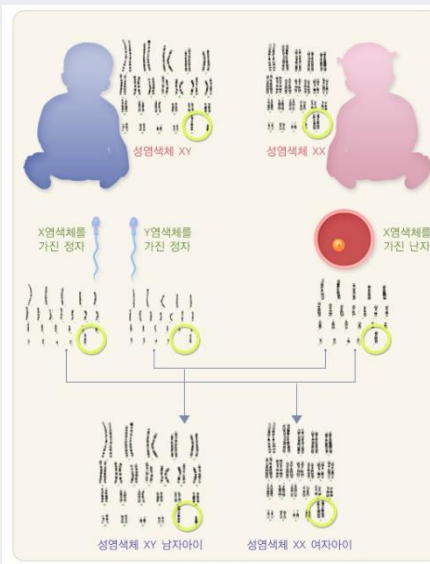 성염색체 XY
성염색체 XX
X염색체를
가진 정자
Y염색체를
가진 정자
X염색체를
가진 난자
성염색체 XY 남자아이
성염색체 XX 여자아이